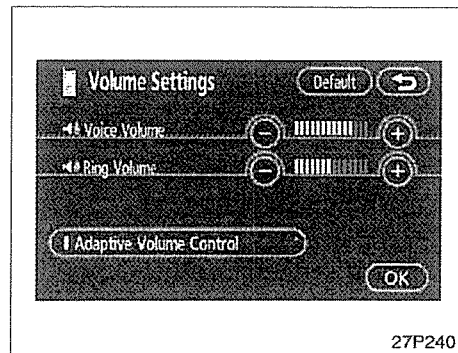 Volume Settings
Default
Voice Volume
Ring Volume
Adaptive Volume Control
OK
27P240